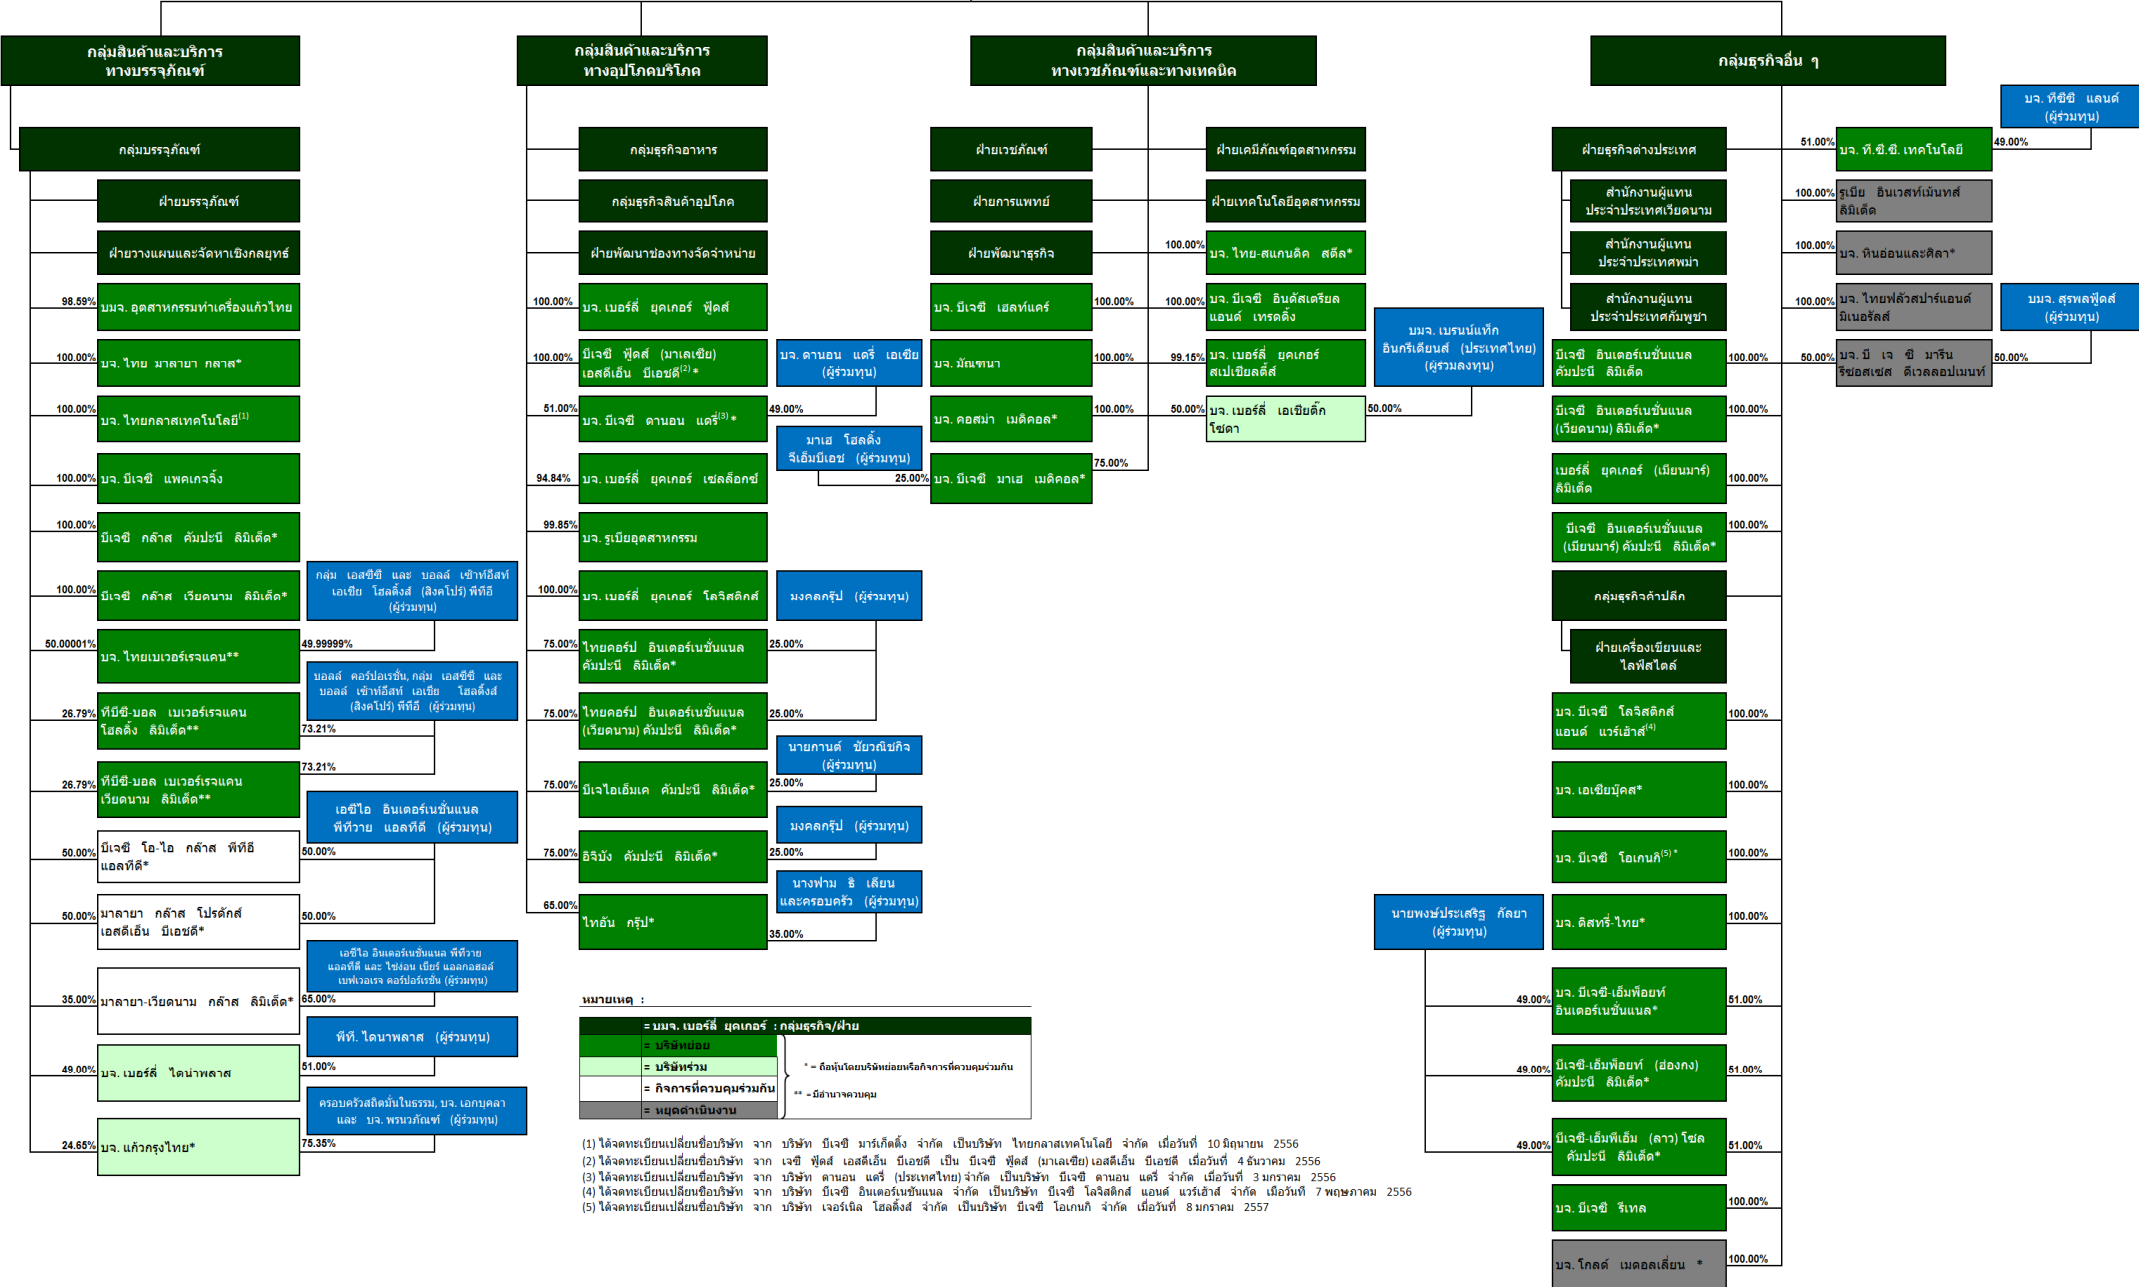 กลุ่มสินค้าและบริการ
ทางบรรจุภัณฑ์
กลุ่มบรรจุภัณฑ์
ฝ่ายบรรจุภัณฑ์
ฝ่ายวางแผนและจัดหาเชิงกลยุทธ์
98.59%
บมจ. อุตสาหกรรมทำเครื่องแก้วไทย
100.00%
บจ. ไทย มาลายา กลาส*
100.00%
บจ. ไทยกลาสเทคโนโลยี(1)
100.00%
บจ. บีเจซี แพคเกจจิ้ง
100.00%
บีเจซี กล๊าส คัมปะนี ลิมิเต็ด*
100.00%
บีเจซี กล๊าส เวียดนาม ลิมิเต็ด*
กลุ่ม เอสซีซี และ บอลล์ เซ้าท์อีสท์
เอเชีย โฮลดิ้งส์ (สิงคโปร์) พีทีอี
(ผู้ร่วมทุน)
50.00001%
บจ. ไทยเบเวอร์เรจแคน**
49.99999%
บอลล์ คอร์ปอเรชั่น, กลุ่ม เอสซีซี และ
บอลล์ เซ้าท์อีสท์ เอเชีย โฮลดิ้งส์
(สิงคโปร์) พีทีอี (ผู้ร่วมทุน)
26.79%
ทีบีซี-บอล เบเวอร์เรจแคน
โฮลดิ้ง ลิมิเต็ด**
73.21%
26.79%
ทีบีซี-บอล เบเวอร์เรจแคน
เวียดนาม ลิมิเต็ด**
73.21%
เอซีไอ อินเตอร์เนชั่นแนล
พีทีวาย แอลทีดี (ผู้ร่วมทุน)
50.00%
บีเจซี โอ-ไอ กล๊าส พีทีอี
แอลทีดี*
50.00%
50.00%
มาลายา กล๊าส โปรดักส์
เอสดีเอ็น บีเอชดี*
50.00%
เอซีไอ อินเตอร์เนชั่นแนล พีทีวาย
แอลทีดี และ ไซ่ง่อน เบียร์ แอลกอฮอล์
เบฟเวอเรจ คอร์ปอร์เรชั่น (ผู้ร่วมทุน)
35.00%
มาลายา-เวียดนาม กล๊าส ลิมิเต็ด*
65.00%
พีที. ไดนาพลาส (ผู้ร่วมทุน)
49.00%
บจ. เบอร์ลี่ ไดน่าพลาส
51.00%
ครอบครัวสถิตมั่นในธรรม, บจ. เอกบุคลา
และ บจ. พรนวภัณฑ์ (ผู้ร่วมทุน)
24.65%
บจ. แก้วกรุงไทย*
75.35%
กลุ่มสินค้าและบริการ
ทางอุปโภคบริโภค
กลุ่มธุรกิจอาหาร
กลุ่มธุรกิจสินค้าอุปโภค
ฝ่ายพัฒนาช่องทางจัดจำหน่าย
100.00%
บจ. เบอร์ลี่ ยุคเกอร์ ฟู้ดส์
100.00%
บีเจซี ฟู้ดส์ (มาเลเซีย)
เอสดีเอ็น บีเอชดี(2) *
บจ. ดานอน แดรี่ เอเชีย
(ผู้ร่วมทุน)
51.00%
บจ. บีเจซี ดานอน แดรี่(3) *
49.00%
มาเฮ โฮลดิ้ง
จีเอ็มบีเอช (ผู้ร่วมทุน)
94.84%
บจ. เบอร์ลี่ ยุคเกอร์ เซลล็อกซ์
99.85%
บจ. รูเบียอุตสาหกรรม
100.00%
บจ. เบอร์ลี่ ยุคเกอร์ โลจิสติกส์
มงคลกรุ๊ป (ผู้ร่วมทุน)
75.00%
ไทยคอร์ป อินเตอร์เนชั่นแนล
คัมปะนี ลิมิเต็ด*
25.00%
75.00%
ไทยคอร์ป อินเตอร์เนชั่นแนล
(เวียดนาม) คัมปะนี ลิมิเต็ด*
25.00%
นายกานต์ ชัยวณิชกิจ
(ผู้ร่วมทุน)
75.00%
บีเจไอเอ็มเค คัมปะนี ลิมิเต็ด*
25.00%
มงคลกรุ๊ป (ผู้ร่วมทุน)
75.00%
อิจิบัง คัมปะนี ลิมิเต็ด*
25.00%
นางฟาม ธิ เลียน
และครอบครัว (ผู้ร่วมทุน)
65.00%
ไทอัน กรุ๊ป*
35.00%
กลุ่มสินค้าและบริการ
ทางเวชภัณฑ์และทางเทคนิค
ฝ่ายเวชภัณฑ์
ฝ่ายการแพทย์
ฝ่ายพัฒนาธุรกิจ
บจ. บีเจซี เฮลท์แคร์
100.00%
บจ. มัณฑนา
100.00%
บจ. คอสม่า เมดิคอล*
100.00%
25.00%
บจ. บีเจซี มาเฮ เมดิคอล*
75.00%
ฝ่ายเคมีภัณฑ์อุตสาหกรรม
ฝ่ายเทคโนโลยีอุตสาหกรรม
100.00%
บจ. ไทย-สแกนดิค สตีล*
100.00%
บจ. บีเจซี อินดัสเตรียล
แอนด์ เทรดดิ้ง
99.15%
บจ. เบอร์ลี่ ยุคเกอร์
สเปเชียลตี้ส์
บมจ. เบรนน์แท็ก
อินกรีเดียนส์ (ประเทศไทย)
(ผู้ร่วมลงทุน)
50.00%
บจ. เบอร์ลี่ เอเชียติ๊ก
โซดา
50.00%
กลุ่มธุรกิจอื่น ๆ
ฝ่ายธุรกิจต่างประเทศ
สำนักงานผู้แทน
ประจำประเทศเวียดนาม
สำนักงานผู้แทน
ประจำประเทศพม่า
สำนักงานผู้แทน
ประจำประเทศกัมพูชา
บีเจซี อินเตอร์เนชั่นแนล
คัมปะนี ลิมิเต็ด
100.00%
บีเจซี อินเตอร์เนชั่นแนล
(เวียดนาม) ลิมิเต็ด*
100.00%
เบอร์ลี่ ยุคเกอร์ (เมียนมาร์)
ลิมิเต็ด
100.00%
บีเจซี อินเตอร์เนชั่นแนล
(เมียนมาร์) คัมปะนี ลิมิเต็ด*
100.00%
กลุ่มธุรกิจค้าปลีก
ฝ่ายเครื่องเขียนและ
ไลฟ์สไตล์
บจ. บีเจซี โลจิสติกส์
แอนด์ แวร์เฮ้าส์(4)
100.00%
บจ. เอเซียบุ๊คส*
100.00%
บจ. บีเจซี โอเกนกิ(5) *
100.00%
นายพงษ์ประเสริฐ กัลยา
(ผู้ร่วมทุน)
บจ. ดิสทรี่-ไทย*
100.00%
49.00%
บจ. บีเจซี-เอ็มพ็อยท์
อินเตอร์เนชั่นแนล*
51.00%
49.00%
บีเจซี-เอ็มพ็อยท์ (ฮ่องกง)
คัมปะนี ลิมิเต็ด*
51.00%
49.00%
บีเจซี-เอ็มพีเอ็ม (ลาว) โซล
คัมปะนี ลิมิเต็ด*
51.00%
บจ. บีเจซี รีเทล
100.00%
บจ. โกลด์ เมดอลเลี่ยน *
100.00%
บจ. ทีซีซี แลนด์
(ผู้ร่วมทุน)
51.00%
บจ. ที.ซี.ซี. เทคโนโลยี
49.00%
100.00%
รูเบีย อินเวสท์เม้นทส์
ลิมิเต็ด
100.00%
บจ. หินอ่อนและศิลา*
100.00%
บจ. ไทยฟลัวสปาร์แอนด์
มิเนอรัลส์
บมจ. สุรพลฟู้ดส์
(ผู้ร่วมทุน)
50.00%
บจ. บี เจ ซี มารีน
รีซอสเซส ดีเวลลอปเมนท์
50.00%
หมายเหตุ :
= บมจ. เบอร์ลี่ ยุคเกอร์ : กลุ่มธุรกิจ/ฝ่าย
= บริษัทย่อย
= บริษัทร่วม
= กิจการที่ควบคุมร่วมกัน
= หยุดดำเนินงาน
* = ถือหุ้นโดยบริษัทย่อยหรือกิจการที่ควบคุมร่วมกัน
** = มีอำนาจควบคุม
(1) ได้จดทะเบียนเปลี่ยนชื่อบริษัท จาก บริษัท บีเจซี มาร์เก็ตติ้ง จำกัด เป็นบริษัท ไทยกลาสเทคโนโลยี จำกัด เมื่อวันที่ 10 มิถุนายน 2556
(2) ได้จดทะเบียนเปลี่ยนชื่อบริษัท จาก เจซี ฟู้ดส์ เอสดีเอ็น บีเอชดี เป็น บีเจซี ฟู้ดส์ (มาเลเซีย) เอสดีเอ็น บีเอชดี เมื่อวันที่ 4 ธันวาคม 2556
(3) ได้จดทะเบียนเปลี่ยนชื่อบริษัท จาก บริษัท ดานอน แดรี่ (ประเทศไทย) จำกัด เป็นบริษัท บีเจซี ดานอน แดรี่ จำกัด เมื่อวันที่ 3 มกราคม 2556
(4) ได้จดทะเบียนเปลี่ยนชื่อบริษัท จาก บริษัท บีเจซี อินเตอร์เนชั่นแนล จำกัด เป็นบริษัท บีเจซี โลจิสติกส์ แอนด์ แวร์เฮ้าส์ จำกัด เมื่อวันที่ 7 พฤษภาคม 2556
(5) ได้จดทะเบียนเปลี่ยนชื่อบริษัท จาก บริษัท เจอร์เนิล โฮลดิ้งส์ จำกัด เป็นบริษัท บีเจซี โอเกนกิ จำกัด เมื่อวันที่ 8 มกราคม 2557